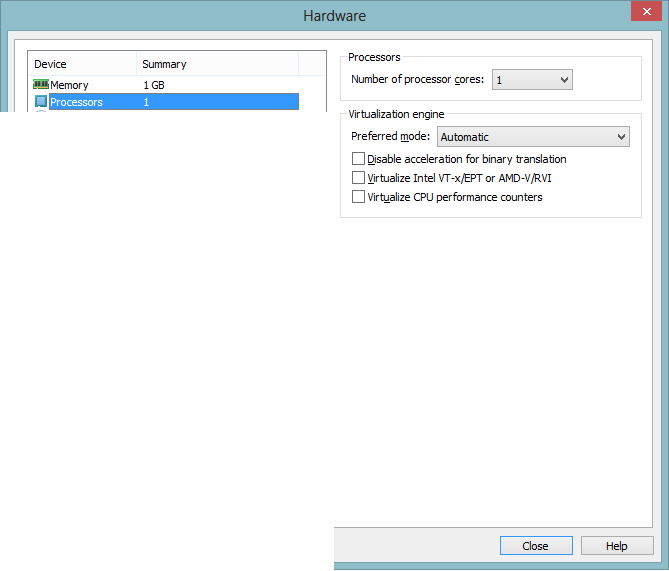 Hardware
Device Summary
Memory 1 GB
Processors 1
Processors
Number of processor cores: 1
Virtualization engine
Preferred mode: Automatic
Disable acceleration for binary translation
Virtualize Intel VT-x/EPT or AMD-V/RVI
Virtualize CPU performance counters
Close Help